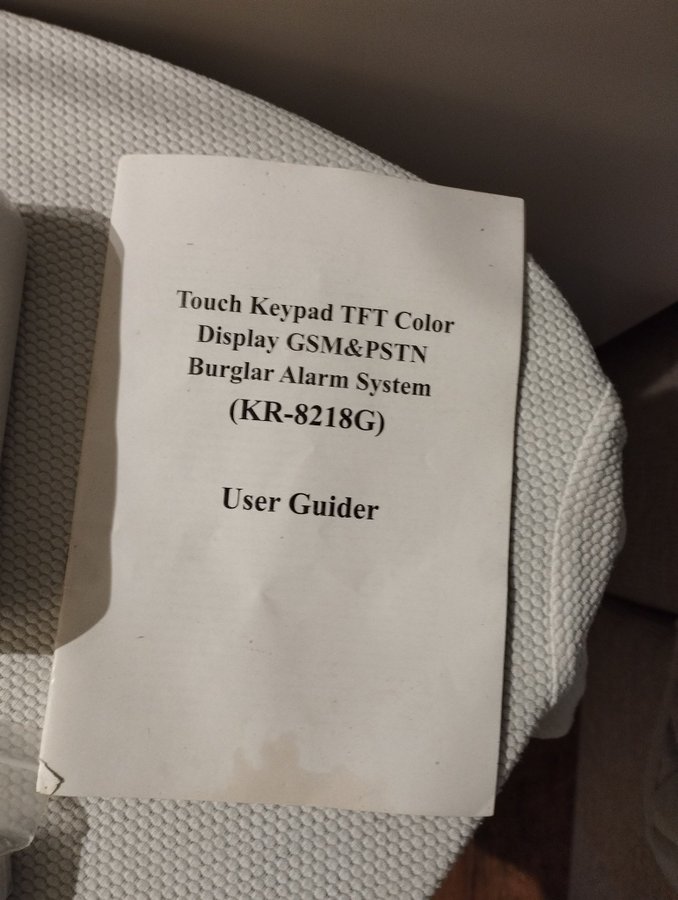 Touch Keypad TFT Color
Display GSM&PSTN
Burglar Alarm System
(KR-8218G)
User Guider